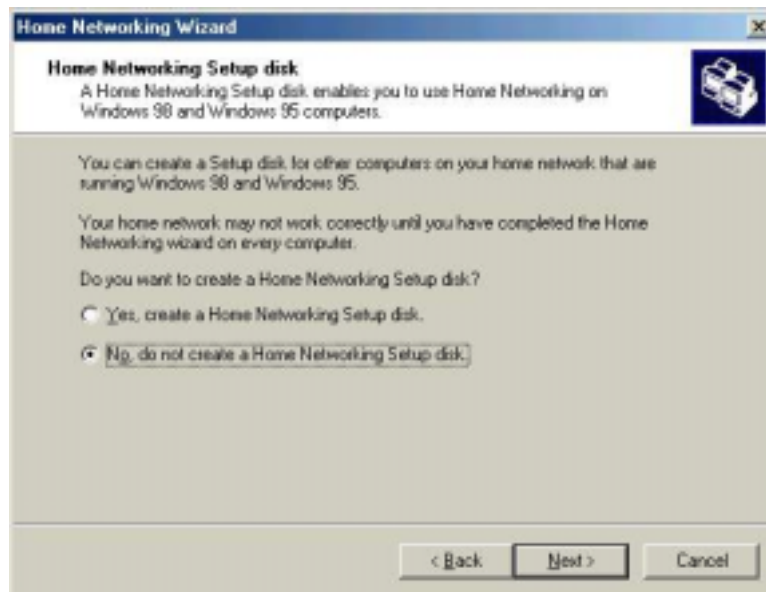 Home Networking Wizard
Home Networking Setup disk
A Home Networking Setup disk enables you to use Home Networking on
Windows 98 and Windows 95 computers.
You can create a Setup disk for other computers on your home network that are
running Windows 98 and Windows 95.
Your home network may not work correctly until you have completed the Home
Networking wizard on every computer.
Do you want to create a Home Networking Setup disk?
Yes, create a Home Networking Setup disk.
No, do not create a Home Networking Setup disk.
< Back
Next >
Cancel